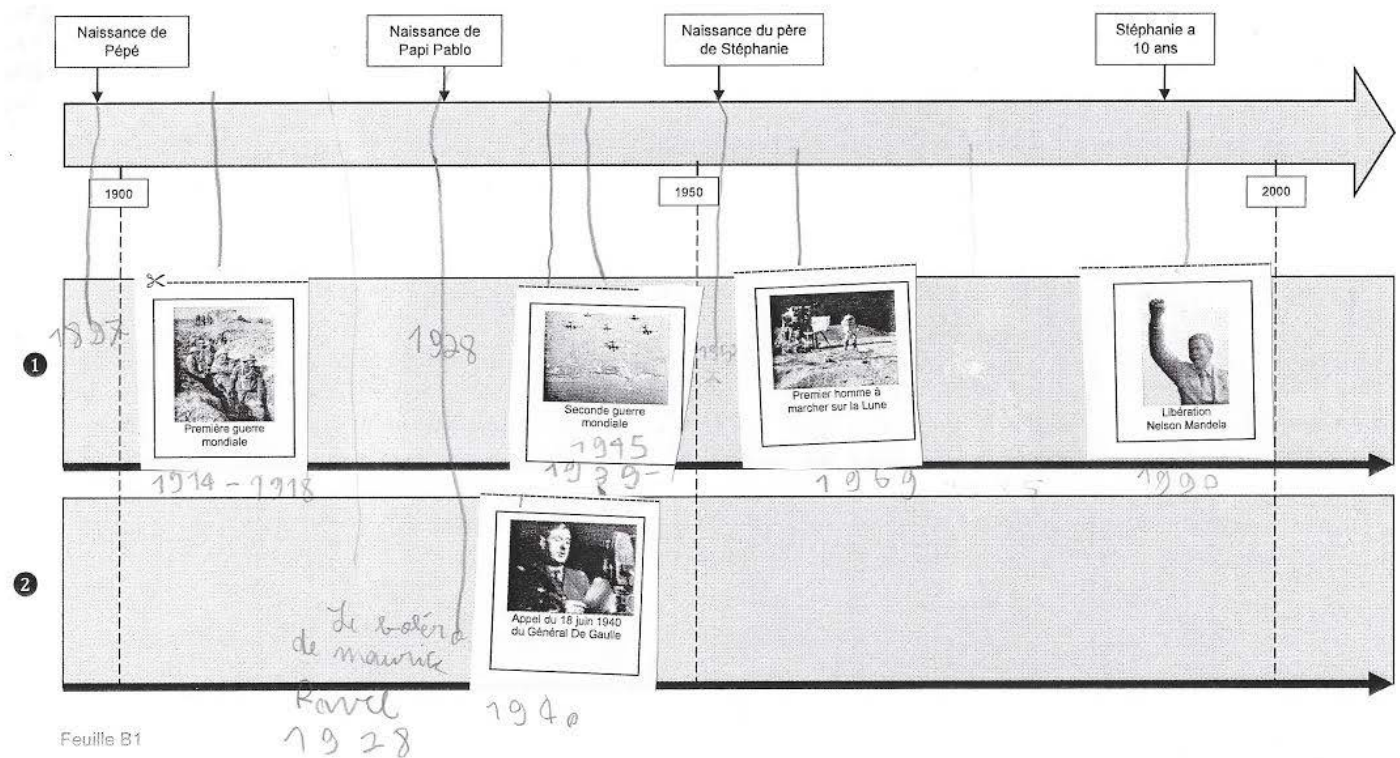 Naissance de
Pépé
Naissance de
Papi Pablo
Naissance du père
de Stéphanie
Stéphanie a
10 ans
1900
1950
2000
1
1897
1928
1952
Première guerre
mondiale
Seconde guerre
mondiale
1945
1939-
Premier homme à
marcher sur la Lune
Libération
Nelson Mandela
1914-1918
1969
1990
2
Appel du 18 juin 1940
du Général De Gaulle
Le boléro
de maurice
Ravel
1928
1940
Feuille B1